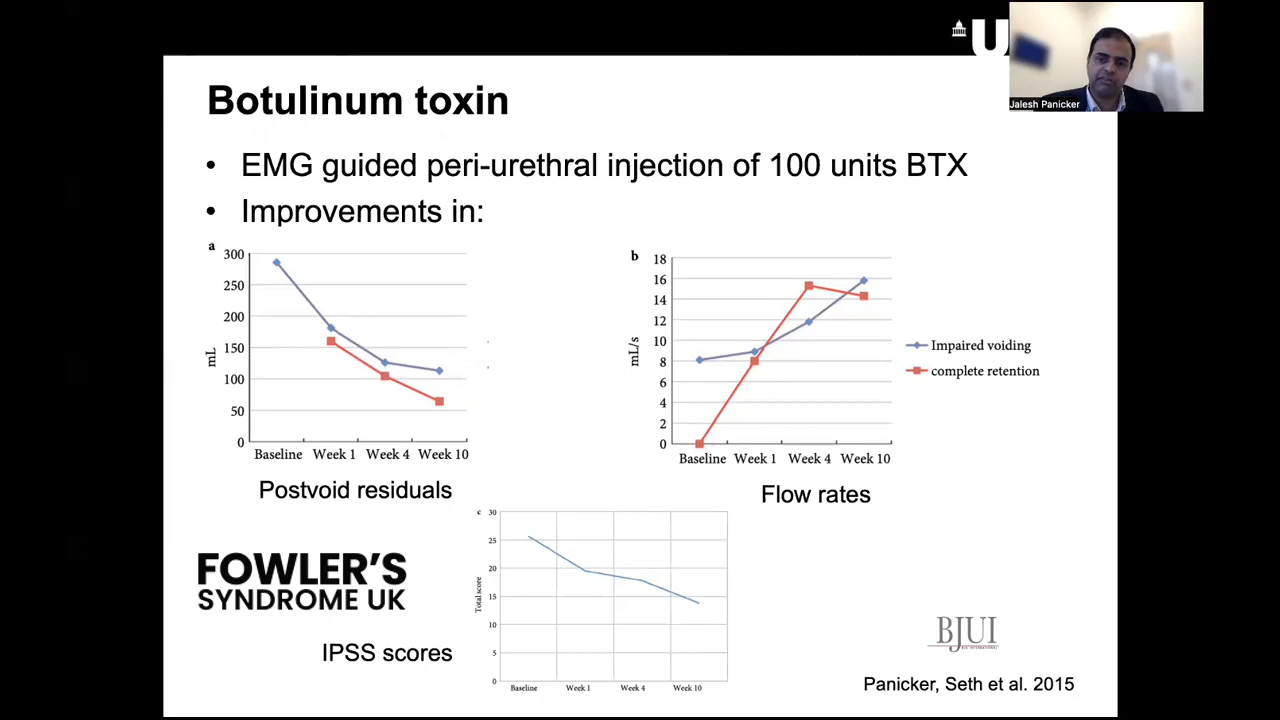 U
Jalesh Panicker
Botulinum toxin
• EMG guided peri-urethral injection of 100 units BTX
• Improvements in:
a
300
250
200
150
100
50
0
mL
Baseline Week 1 Week 4 Week 10
Postvoid residuals
b
18
16
14
12
10
8
6
4
2
0
mL/s
Baseline Week 1 Week 4 Week 10
Impaired voiding
complete retention
Flow rates
c
30
25
20
15
10
5
0
Total score
Baseline Week 1 Week 4 Week 10
FOWLER'S
SYNDROME UK
IPSS scores
BJUI
BJU INTERNATIONAL
Panicker, Seth et al. 2015